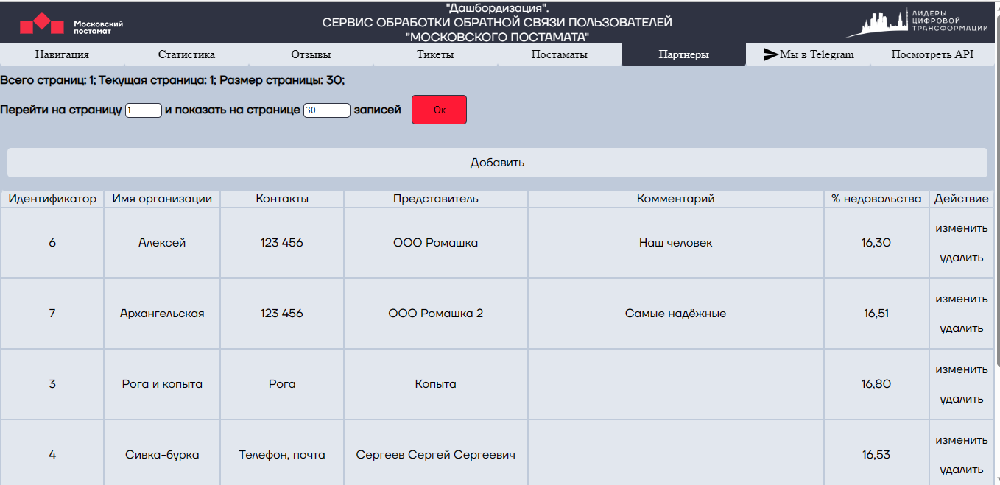 Московский
постамат
"Дашбордизация".
СЕРВИС ОБРАБОТКИ ОБРАТНОЙ СВЯЗИ ПОЛЬЗОВАТЕЛЕЙ
"МОСКОВСКОГО ПОСТАМАТА"
ЛИДЕРЫ
ЦИФРОВОЙ
ТРАНСФОРМАЦИИ
Навигация Статистика Отзывы Тикеты Постаматы Партнёры Мы в Telegram Посмотреть API
Всего страниц: 1; Текущая страница: 1; Размер страницы: 30;
Перейти на страницу 1 и показать на странице 30 записей Ок
Добавить
Идентификатор Имя организации Контакты Представитель Комментарий % недовольства Действие
6 Алексей 123 456 ООО Ромашка Наш человек 16,30 изменить
удалить
7 Архангельская 123 456 ООО Ромашка 2 Самые надёжные 16,51 изменить
удалить
3 Рога и копыта Рога Копыта 16,80 изменить
удалить
4 Сивка-бурка Телефон, почта Сергеев Сергей Сергеевич 16,53 изменить
удалить